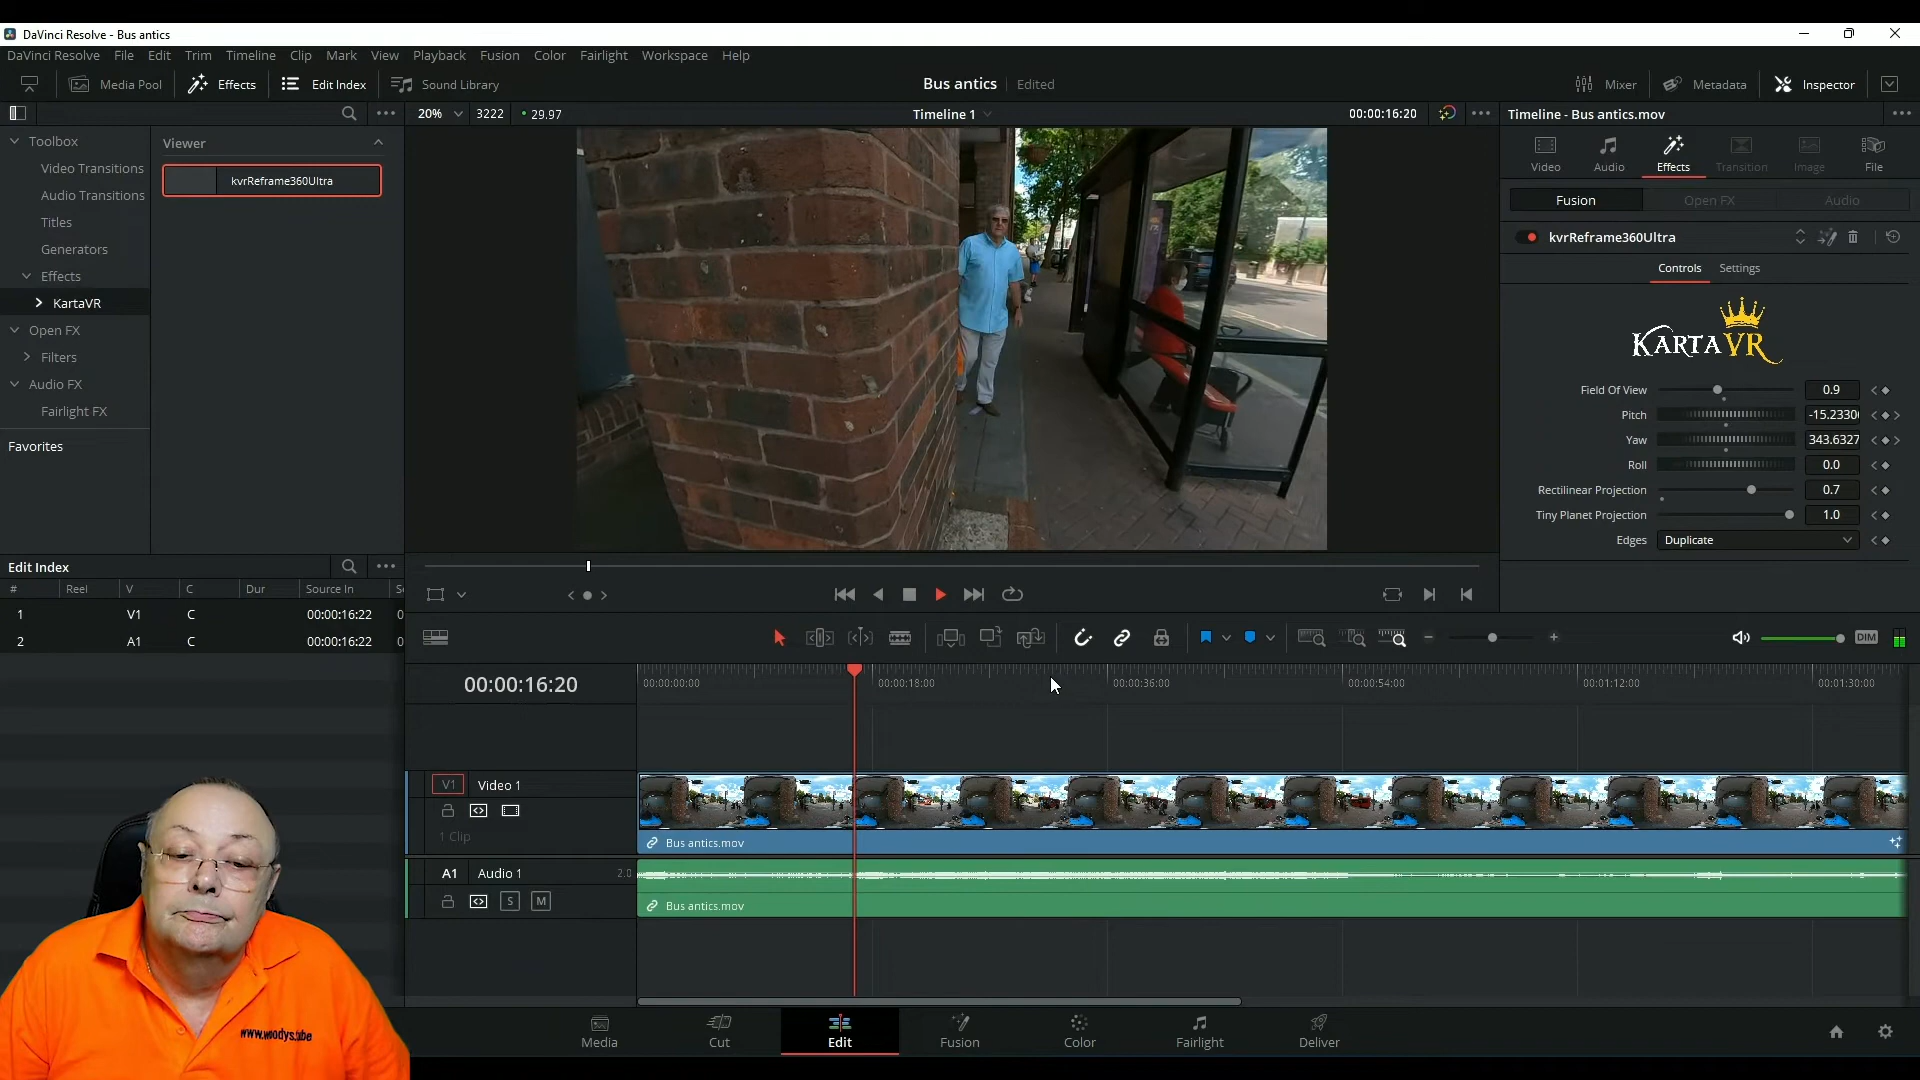 DaVinci Resolve - Bus antics
DaVinci Resolve File Edit Trim Timeline Clip Mark View Playback Fusion Color Fairlight Workspace Help
Media Pool Effects Edit Index Sound Library Bus antics Edited Mixer Metadata Inspector
20% 3222 29.97 Timeline 1 00:00:16:20 Timeline - Bus antics.mov
Toolbox
Video Transitions
Audio Transitions
Titles
Generators
Effects
KartaVR
Open FX
Filters
Audio FX
Fairlight FX
Favorites
Viewer
kvrReframe360Ultra
Video Audio Effects Transition Image File
Fusion Open FX Audio
kvrReframe360Ultra
Controls Settings
KARTAVR
Field Of View 0.9
Pitch -15.2330
Yaw 343.6327
Roll 0.0
Rectilinear Projection 0.7
Tiny Planet Projection 1.0
Edges Duplicate
Edit Index
# Reel V C Dur Source In
1 V1 C 00:00:16:22 0
2 A1 C 00:00:16:22 0
DIM
00:00:16:20
00:00:00:00 00:00:18:00 00:00:36:00 00:00:54:00 00:01:12:00 00:01:30:00
V1 Video 1
1 Clip
Bus antics.mov
A1 Audio 1 2.0
S M
Bus antics.mov
Media Cut Edit Fusion Color Fairlight Deliver